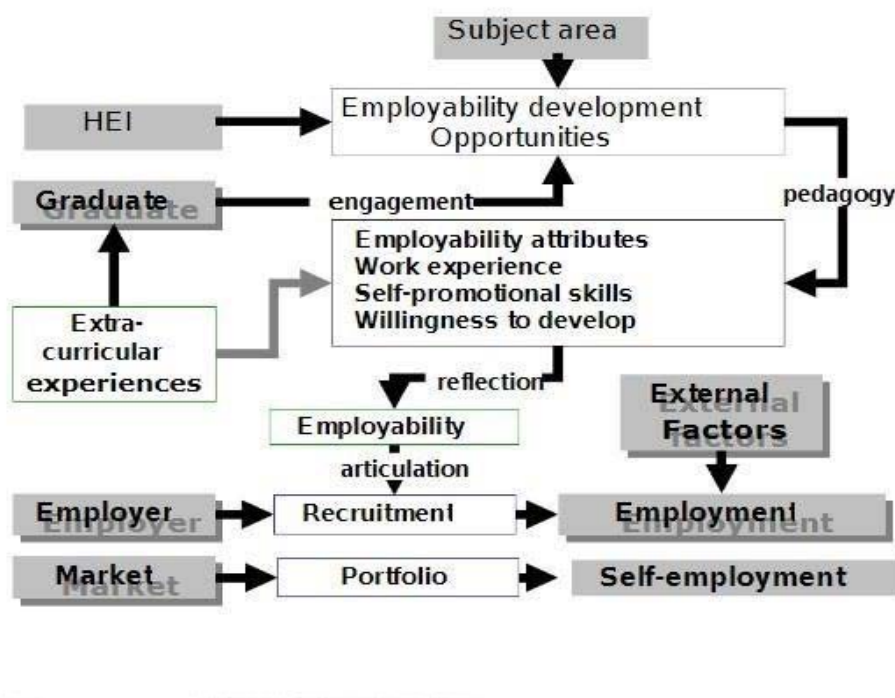 Subject area
HEI
Employability development
Opportunities
Graduate
engagement
pedagogy
Employability attributes
Work experience
Self-promotional skills
Willingness to develop
Extra-
curricular
experiences
reflection
External
Factors
Employability
articulation
Employer
Recruitment
Employment
Market
Portfolio
Self-employment